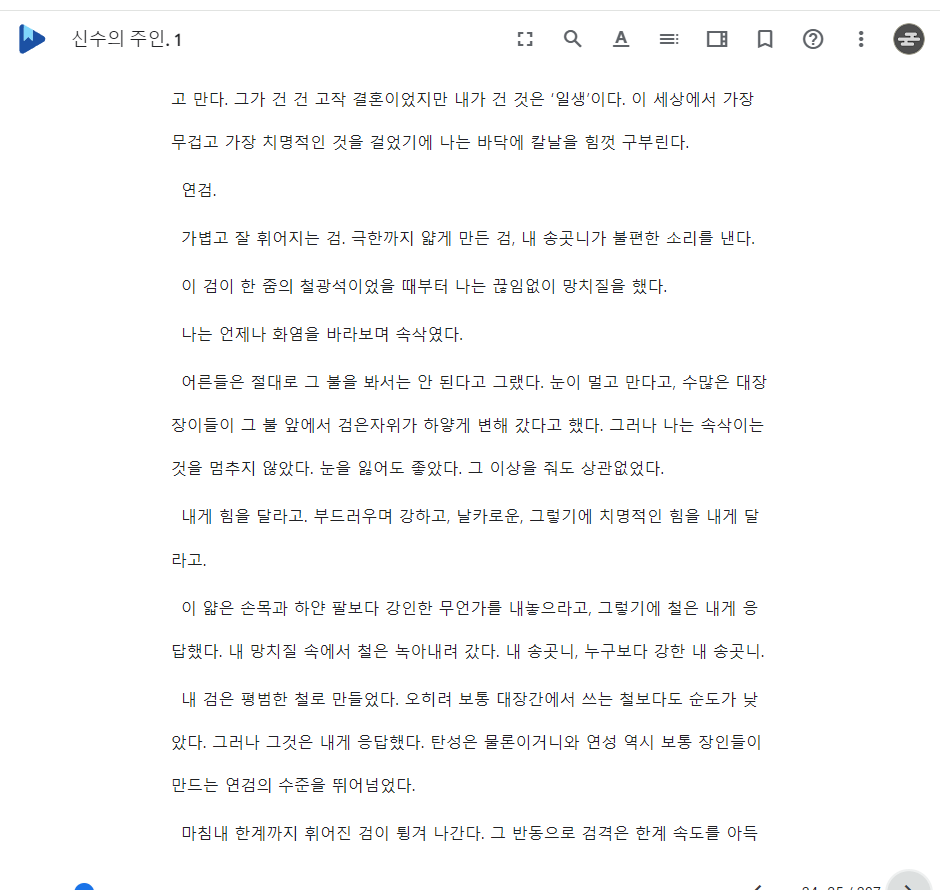 신수의 주인. 1
고 만다. 그가 건 건 고작 결혼이었지만 내가 건 것은 ‘일생’이다. 이 세상에서 가장
무겁고 가장 치명적인 것을 걸었기에 나는 바닥에 칼날을 힘껏 구부린다.
연검.
가볍고 잘 휘어지는 검. 극한까지 얇게 만든 검, 내 송곳니가 불편한 소리를 낸다.
이 검이 한 줌의 철광석이었을 때부터 나는 끊임없이 망치질을 했다.
나는 언제나 화염을 바라보며 속삭였다.
어른들은 절대로 그 불을 봐서는 안 된다고 그랬다. 눈이 멀고 만다고, 수많은 대장
장이들이 그 불 앞에서 검은자위가 하얗게 변해 갔다고 했다. 그러나 나는 속삭이는
것을 멈추지 않았다. 눈을 잃어도 좋았다. 그 이상을 줘도 상관없었다.
내게 힘을 달라고. 부드러우며 강하고, 날카로운, 그렇기에 치명적인 힘을 내게 달
라고.
이 얇은 손목과 하얀 팔보다 강인한 무언가를 내놓으라고, 그렇기에 철은 내게 응
답했다. 내 망치질 속에서 철은 녹아내려 갔다. 내 송곳니, 누구보다 강한 내 송곳니.
내 검은 평범한 철로 만들었다. 오히려 보통 대장간에서 쓰는 철보다도 순도가 낮
았다. 그러나 그것은 내게 응답했다. 탄성은 물론이거니와 연성 역시 보통 장인들이
만드는 연검의 수준을 뛰어넘었다.
마침내 한계까지 휘어진 검이 튕겨 나간다. 그 반동으로 검격은 한계 속도를 아득